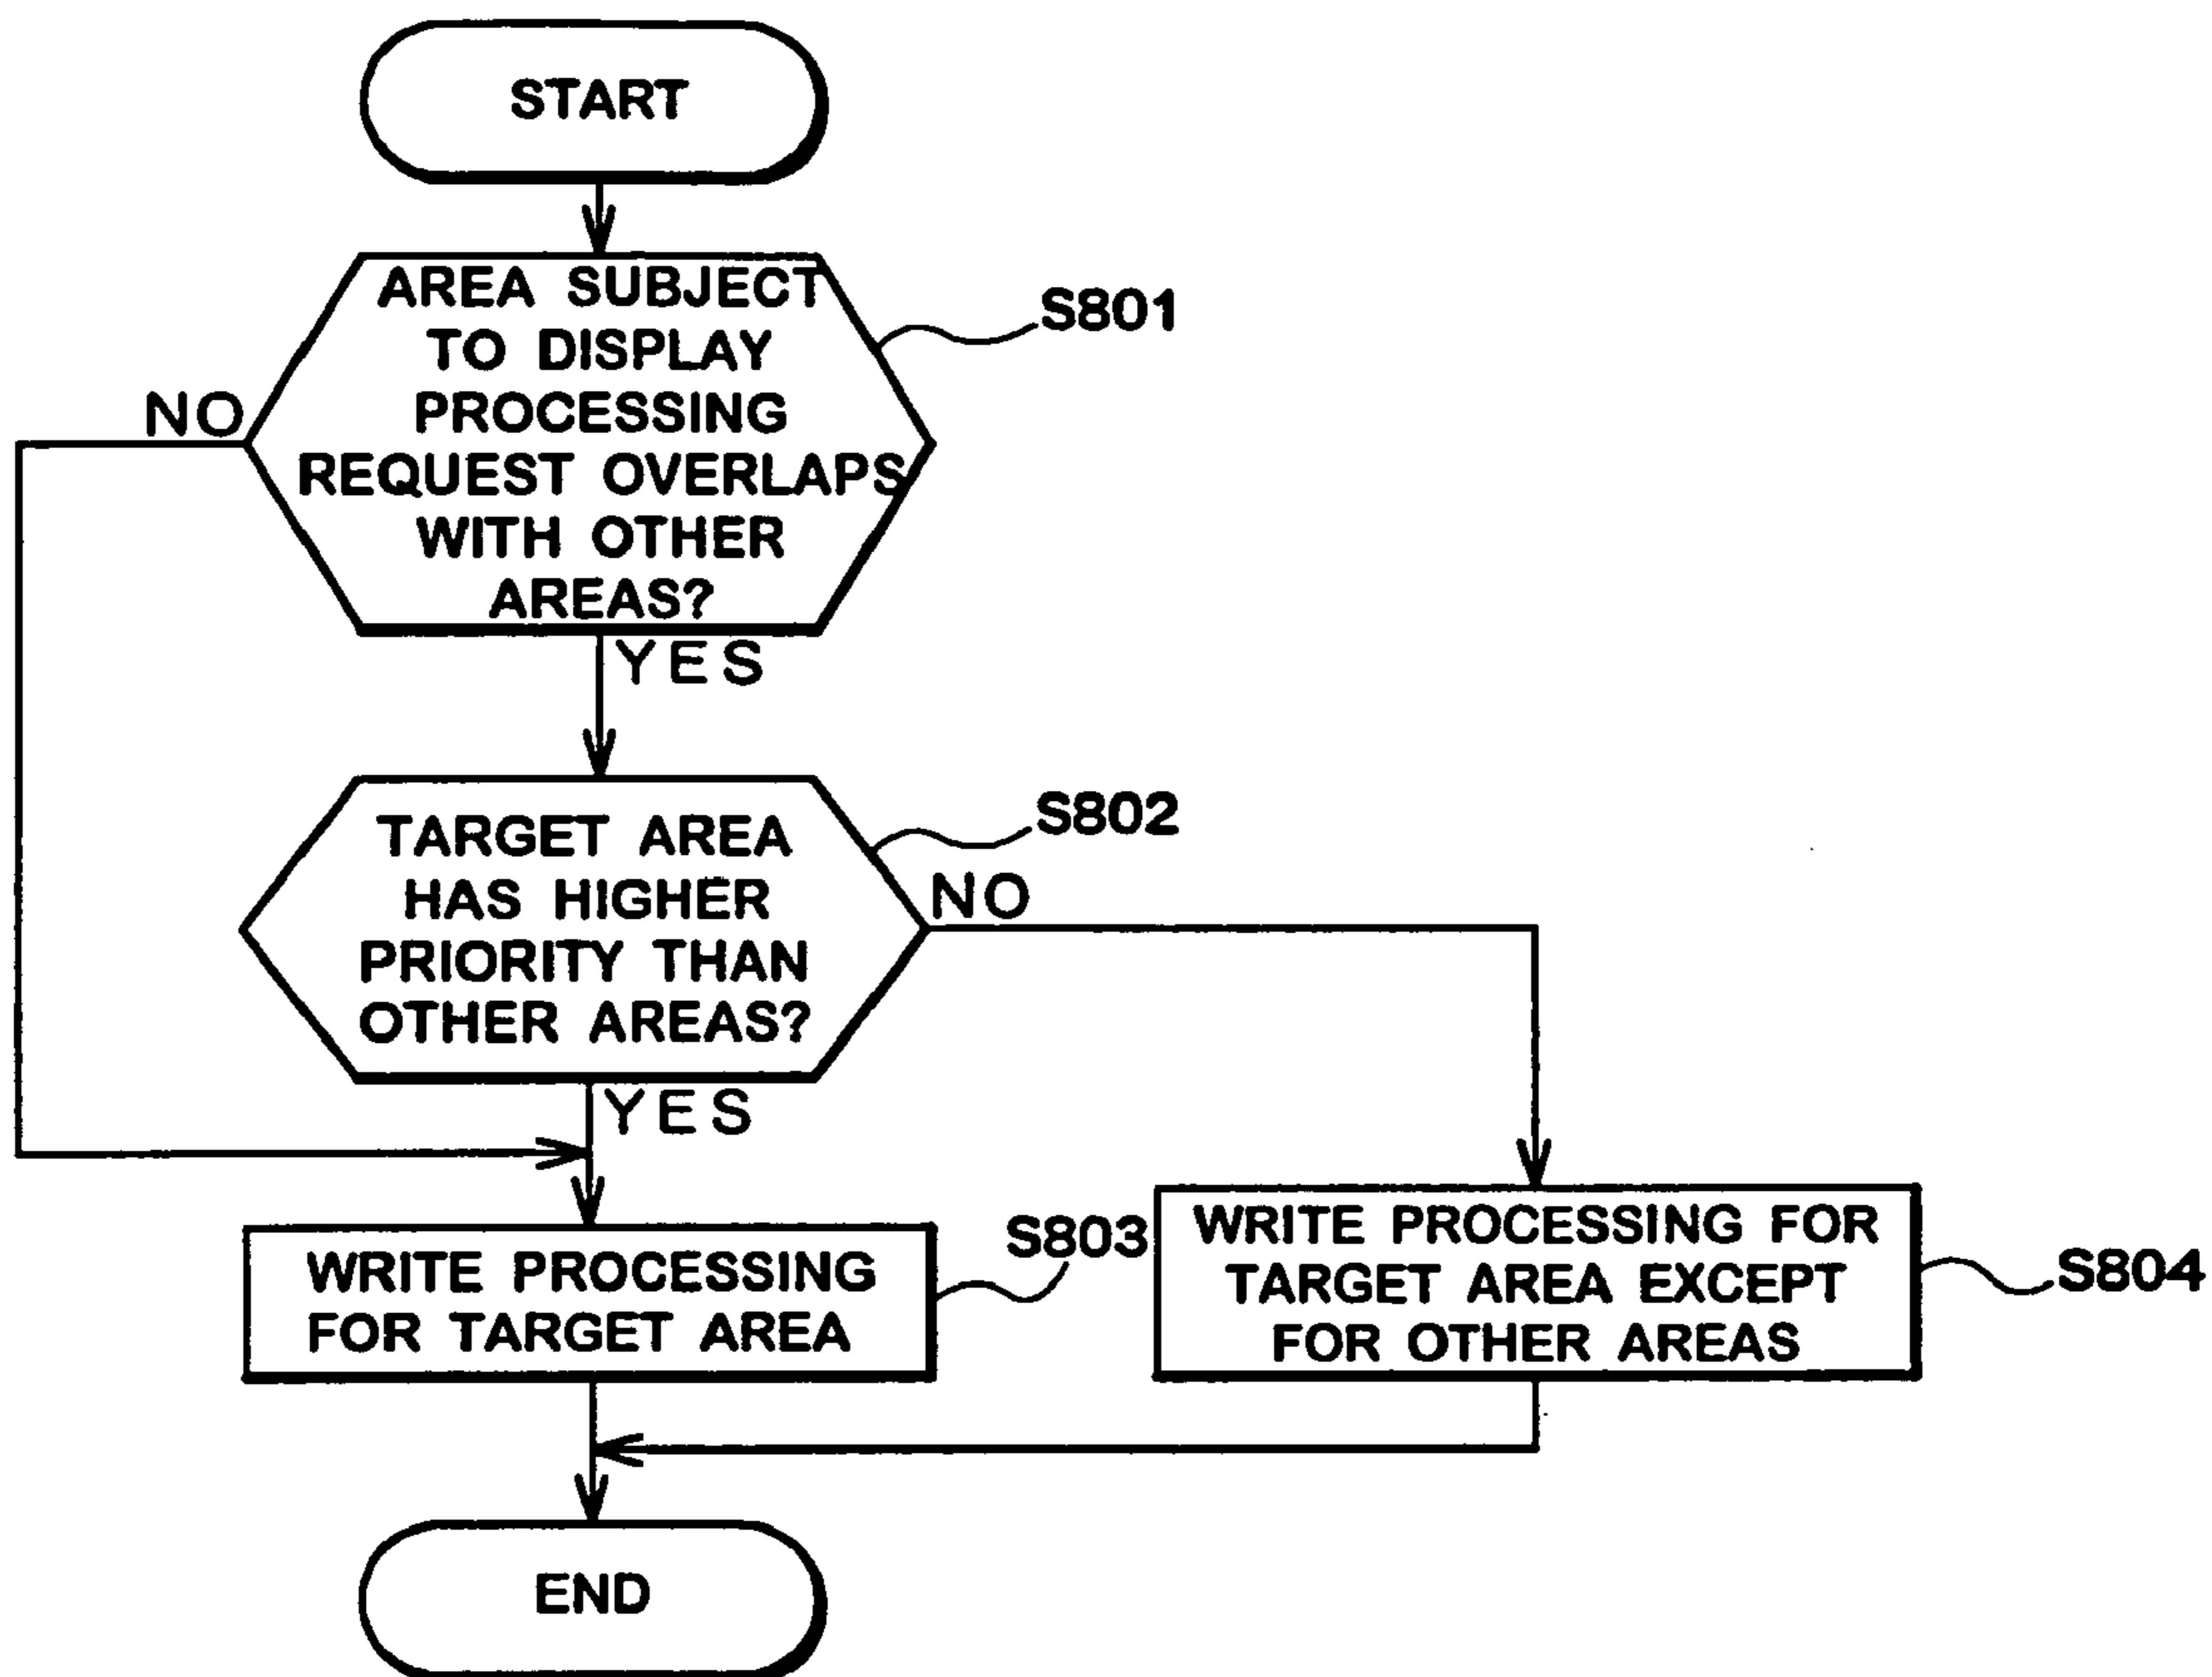 START
AREA SUBJECT
TO DISPLAY
PROCESSING
REQUEST OVERLAPS
WITH OTHER
AREAS?
S801
NO
YES
TARGET AREA
HAS HIGHER
PRIORITY THAN
OTHER AREAS?
S802
NO
YES
WRITE PROCESSING
FOR TARGET AREA
S803
WRITE PROCESSING FOR
TARGET AREA EXCEPT
FOR OTHER AREAS
S804
END